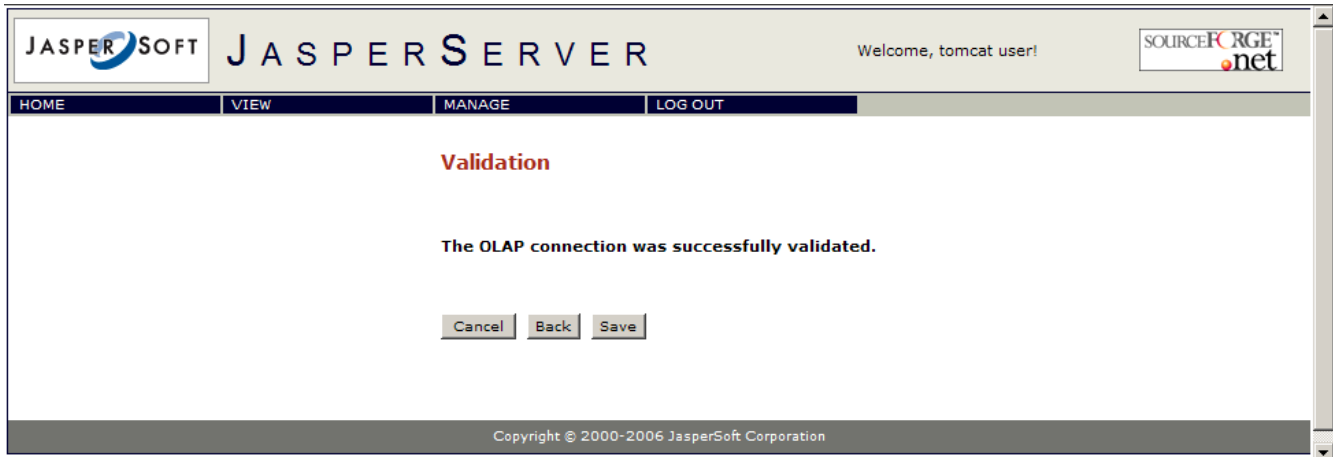 JASPERSOFT JASPERSERVER Welcome, tomcat user! SOURCEFORGE™ .net
HOME VIEW MANAGE LOG OUT
Validation
The OLAP connection was successfully validated.
Cancel Back Save
Copyright © 2000-2006 JasperSoft Corporation